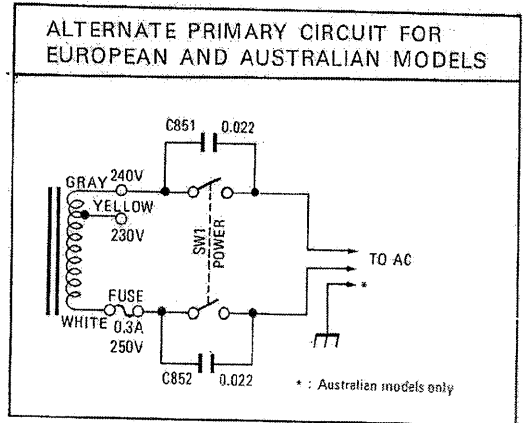 ALTERNATE PRIMARY CIRCUIT FOR
EUROPEAN AND AUSTRALIAN MODELS
C851 0.022
GRAY 240V
YELLOW
230V
SW1
POWER
TO AC
*
FUSE
WHITE 0.3A
250V
C852 0.022
* : Australian models only